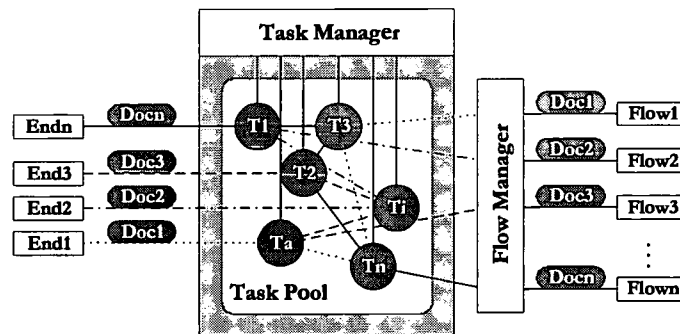 Task Manager
Docn
Endn
T1
T3
Doc1
Flow1
Doc3
End3
T2
Doc2
Flow2
Doc2
End2
Ti
Doc3
Flow3
Doc1
End1
Ta
Tn
Flow Manager
Docn
Flown
Task Pool